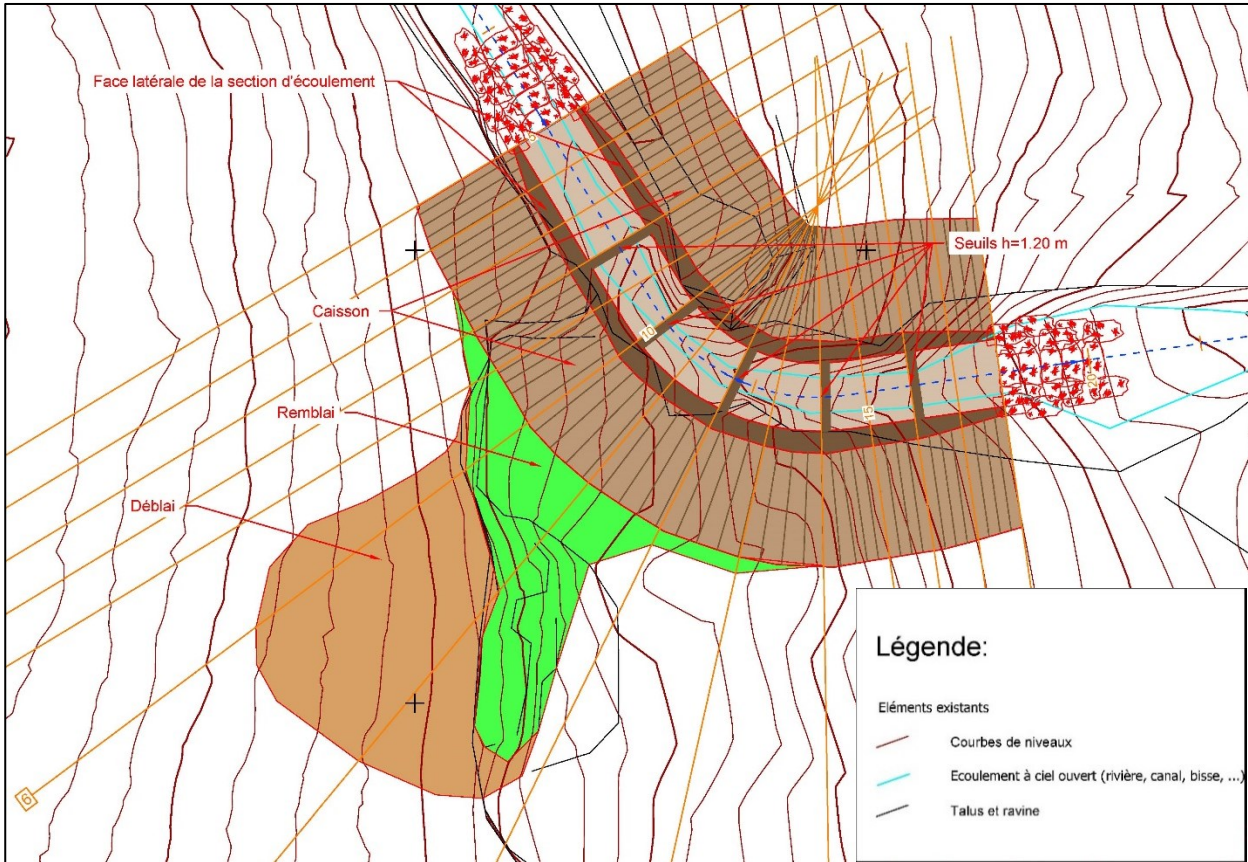 Face latérale de la section d'écoulement
Seuils h=1.20 m
Caisson
10
Remblai
15
20
Déblai
6
Légende:
Eléments existants
Courbes de niveaux
Ecoulement à ciel ouvert (rivière, canal, bisse, ...)
Talus et ravine